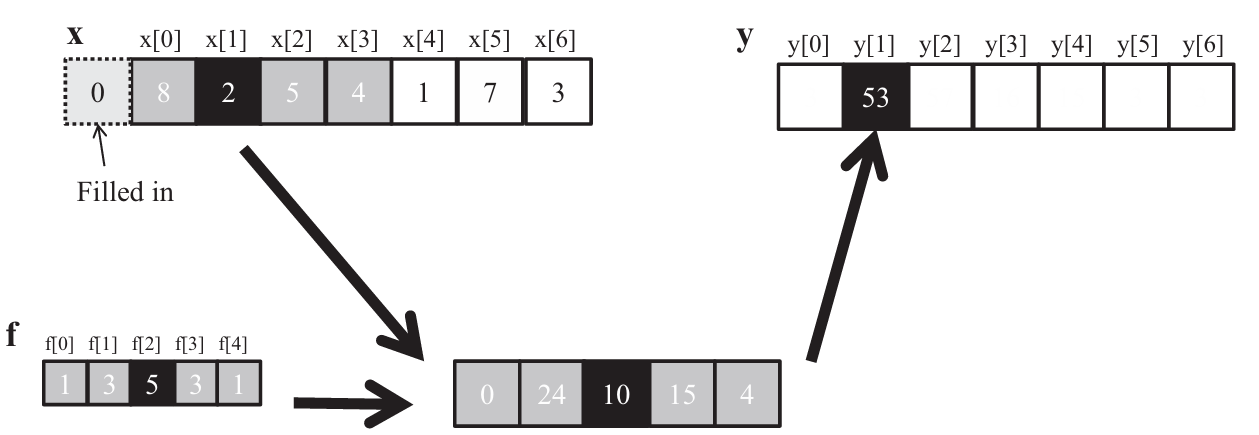 x x[0] x[1] x[2] x[3] x[4] x[5] x[6]
0 8 2 5 4 1 7 3
Filled in
y y[0] y[1] y[2] y[3] y[4] y[5] y[6]
53
f f[0] f[1] f[2] f[3] f[4]
1 3 5 3 1
0 24 10 15 4